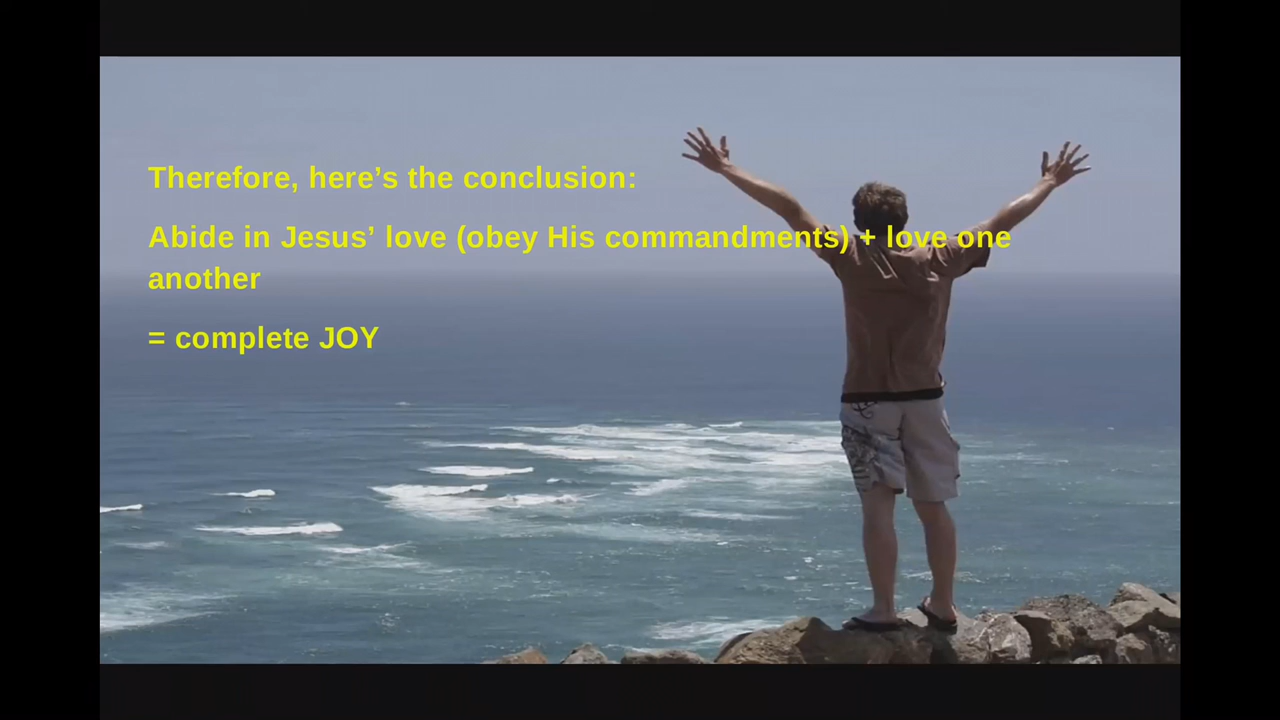 Therefore, here’s the conclusion:
Abide in Jesus’ love (obey His commandments) + love one
another
= complete JOY